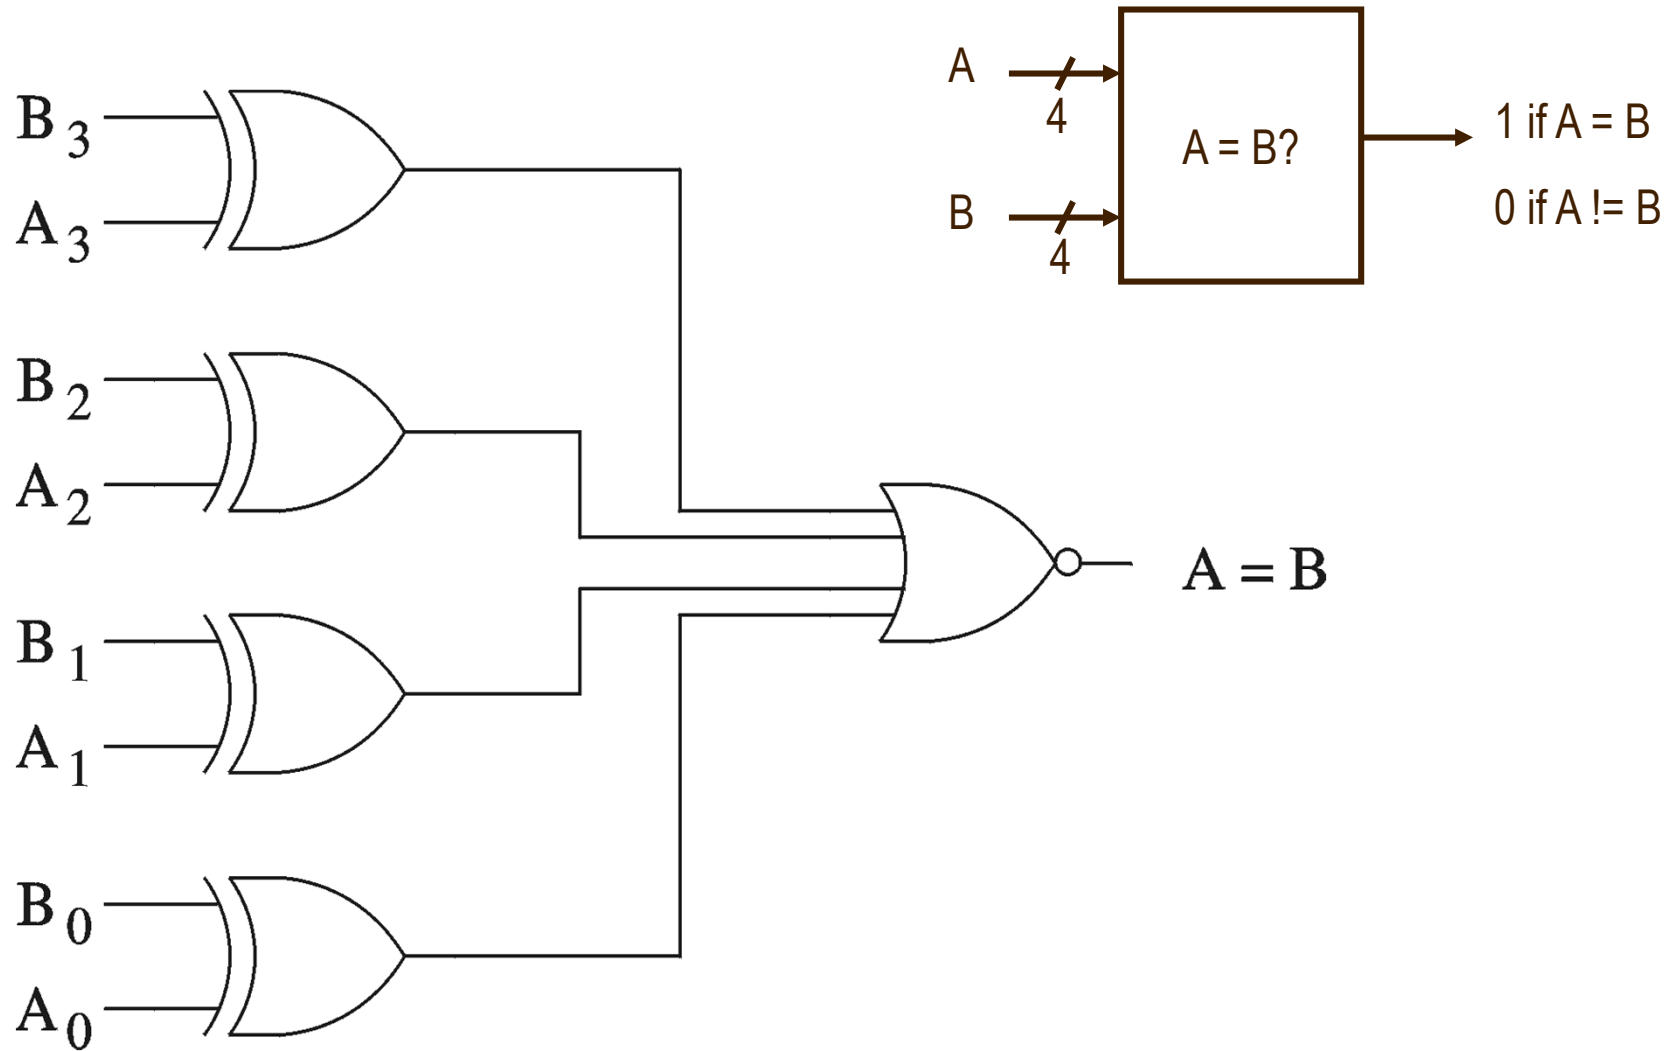 B3
A3
B2
A2
B1
A1
B0
A0
A = B
A
4
B
4
A = B?
1 if A = B
0 if A != B